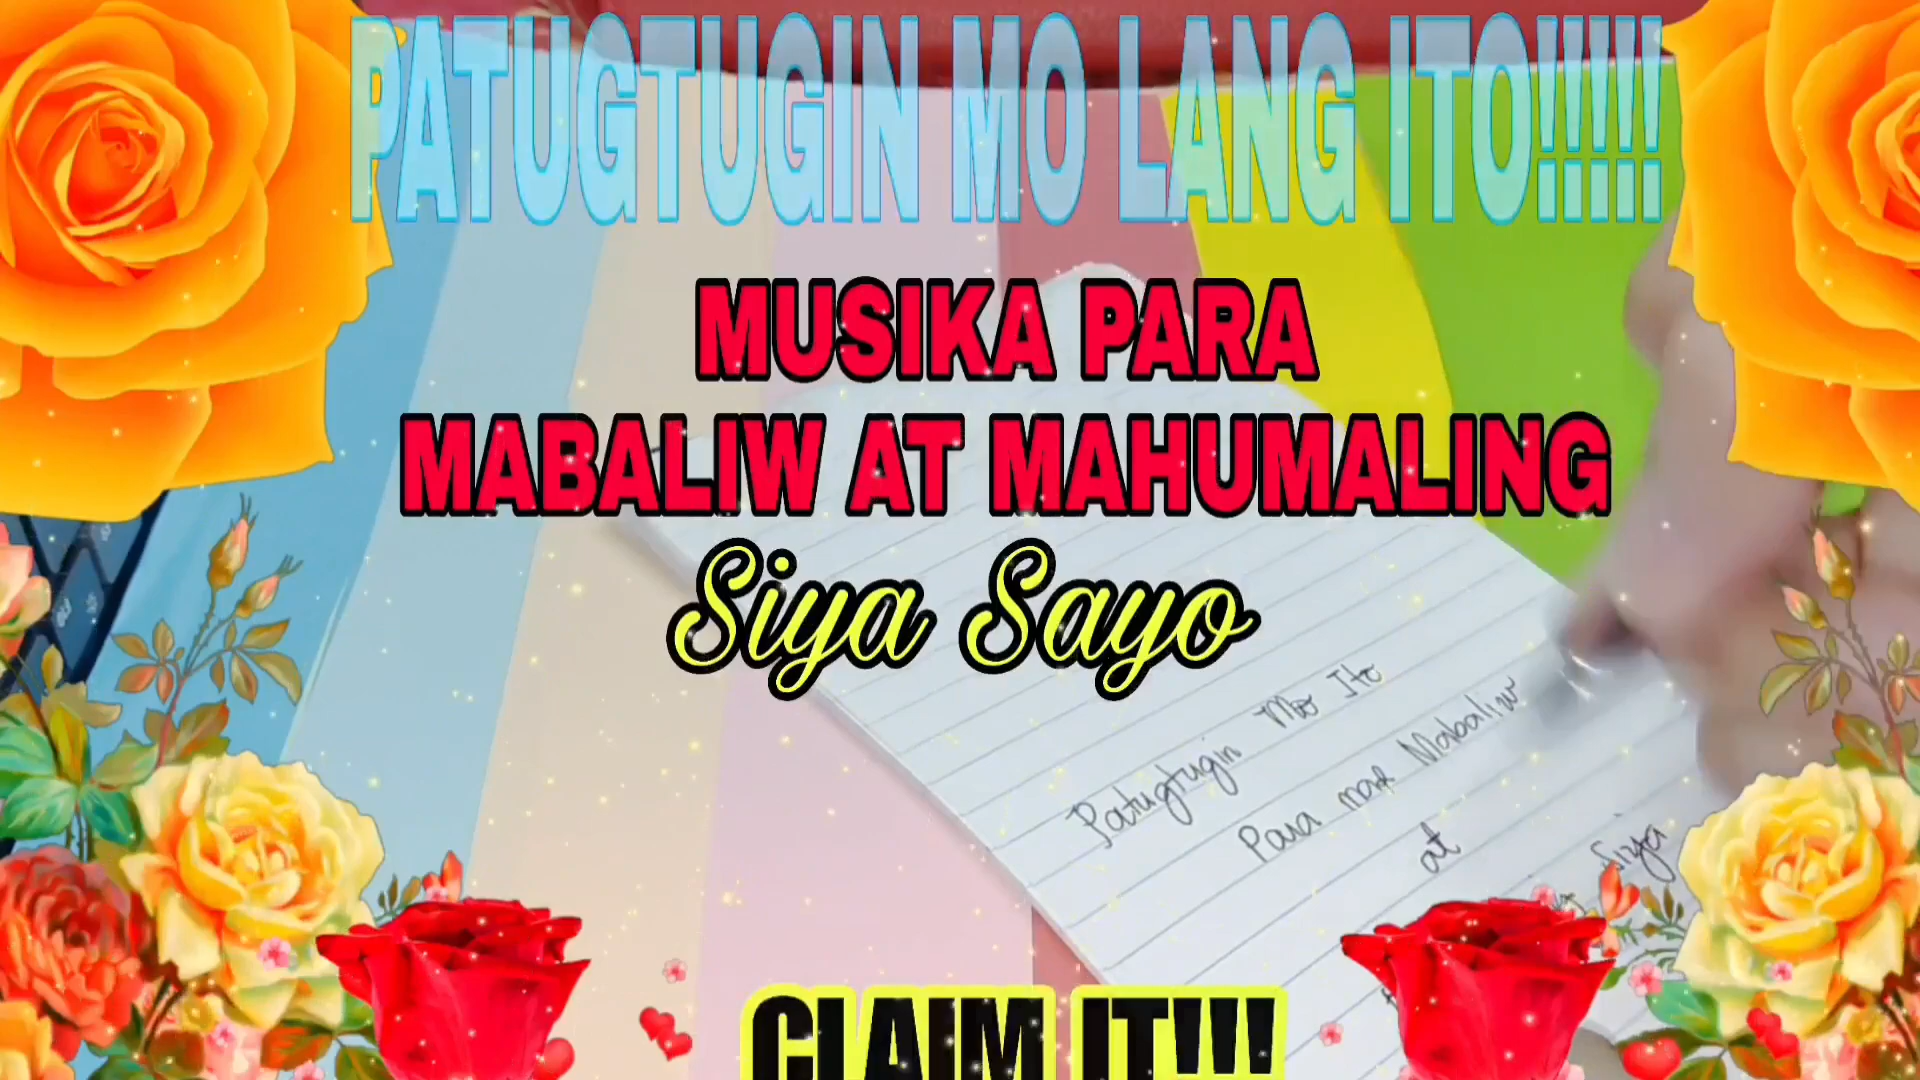 PATUGTUGIN MO LANG ITO!!!!!
MUSIKA PARA
MABALIW AT MAHUMALING
Siya Sayo
Patugtugin Mo Ito
Para mas Mabaliw
at
Siya
CLAIM IT!!!